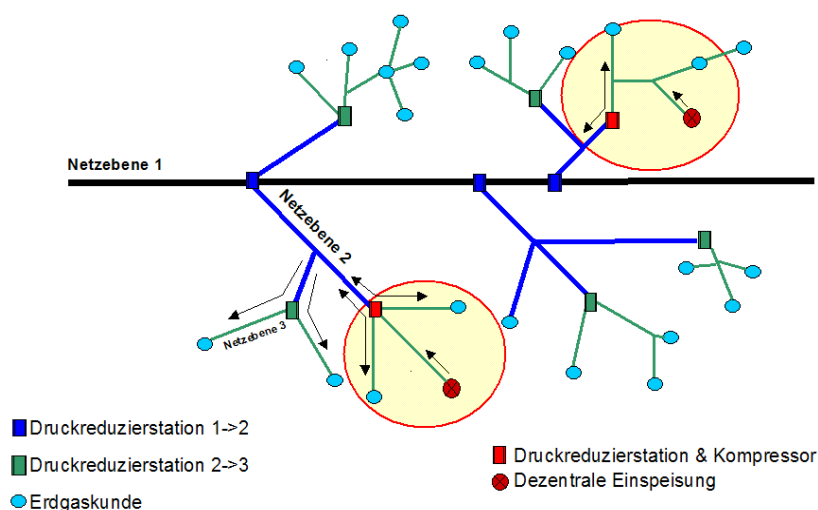 Netzebene 1
Netzebene 2
Netzebene 3
Druckreduzierstation 1->2
Druckreduzierstation 2->3
Erdgaskunde
Druckreduzierstation & Kompressor
Dezentrale Einspeisung